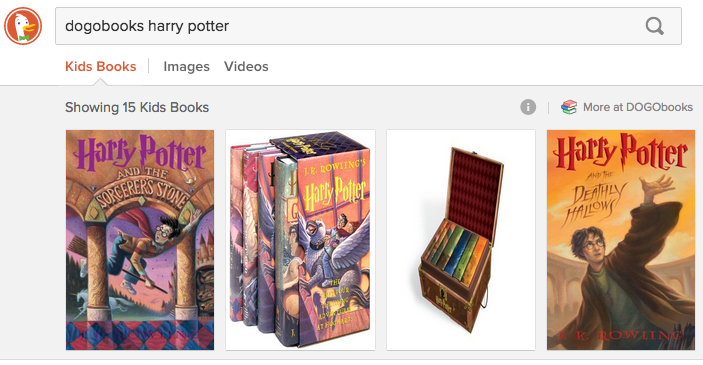 dogobooks harry potter
Kids Books
Images
Videos
Showing 15 Kids Books
i
More at DOGObooks
Harry Potter
AND THE
SORCERER'S STONE
J.K. ROWLING'S
Harry Potter
Harry Potter
AND THE
DEATHLY
HALLOWS
J. K. ROWLING